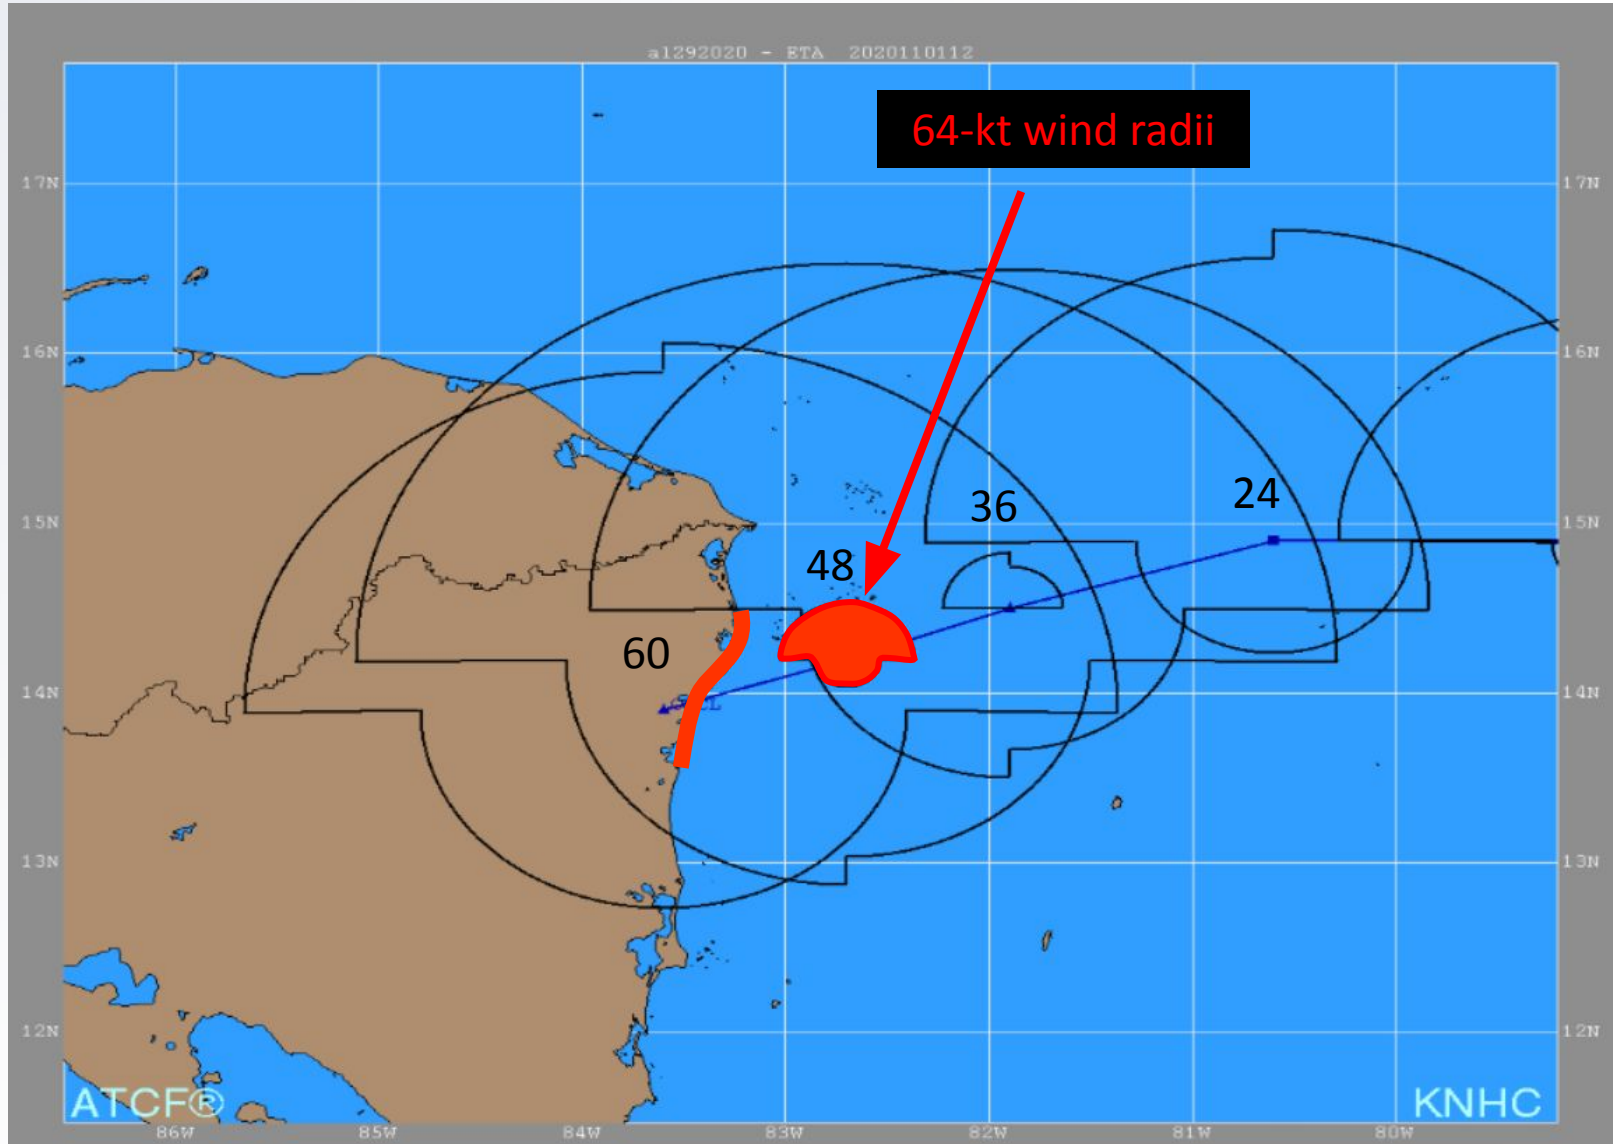 al292020 - ETA 2020110112
64-kt wind radii
17N
17N
16N
16N
24
36
15N
15N
48
60
14N
14N
13N
13N
12N
12N
ATCF®
KNHC
86W
85W
84W
83W
82W
81W
80W